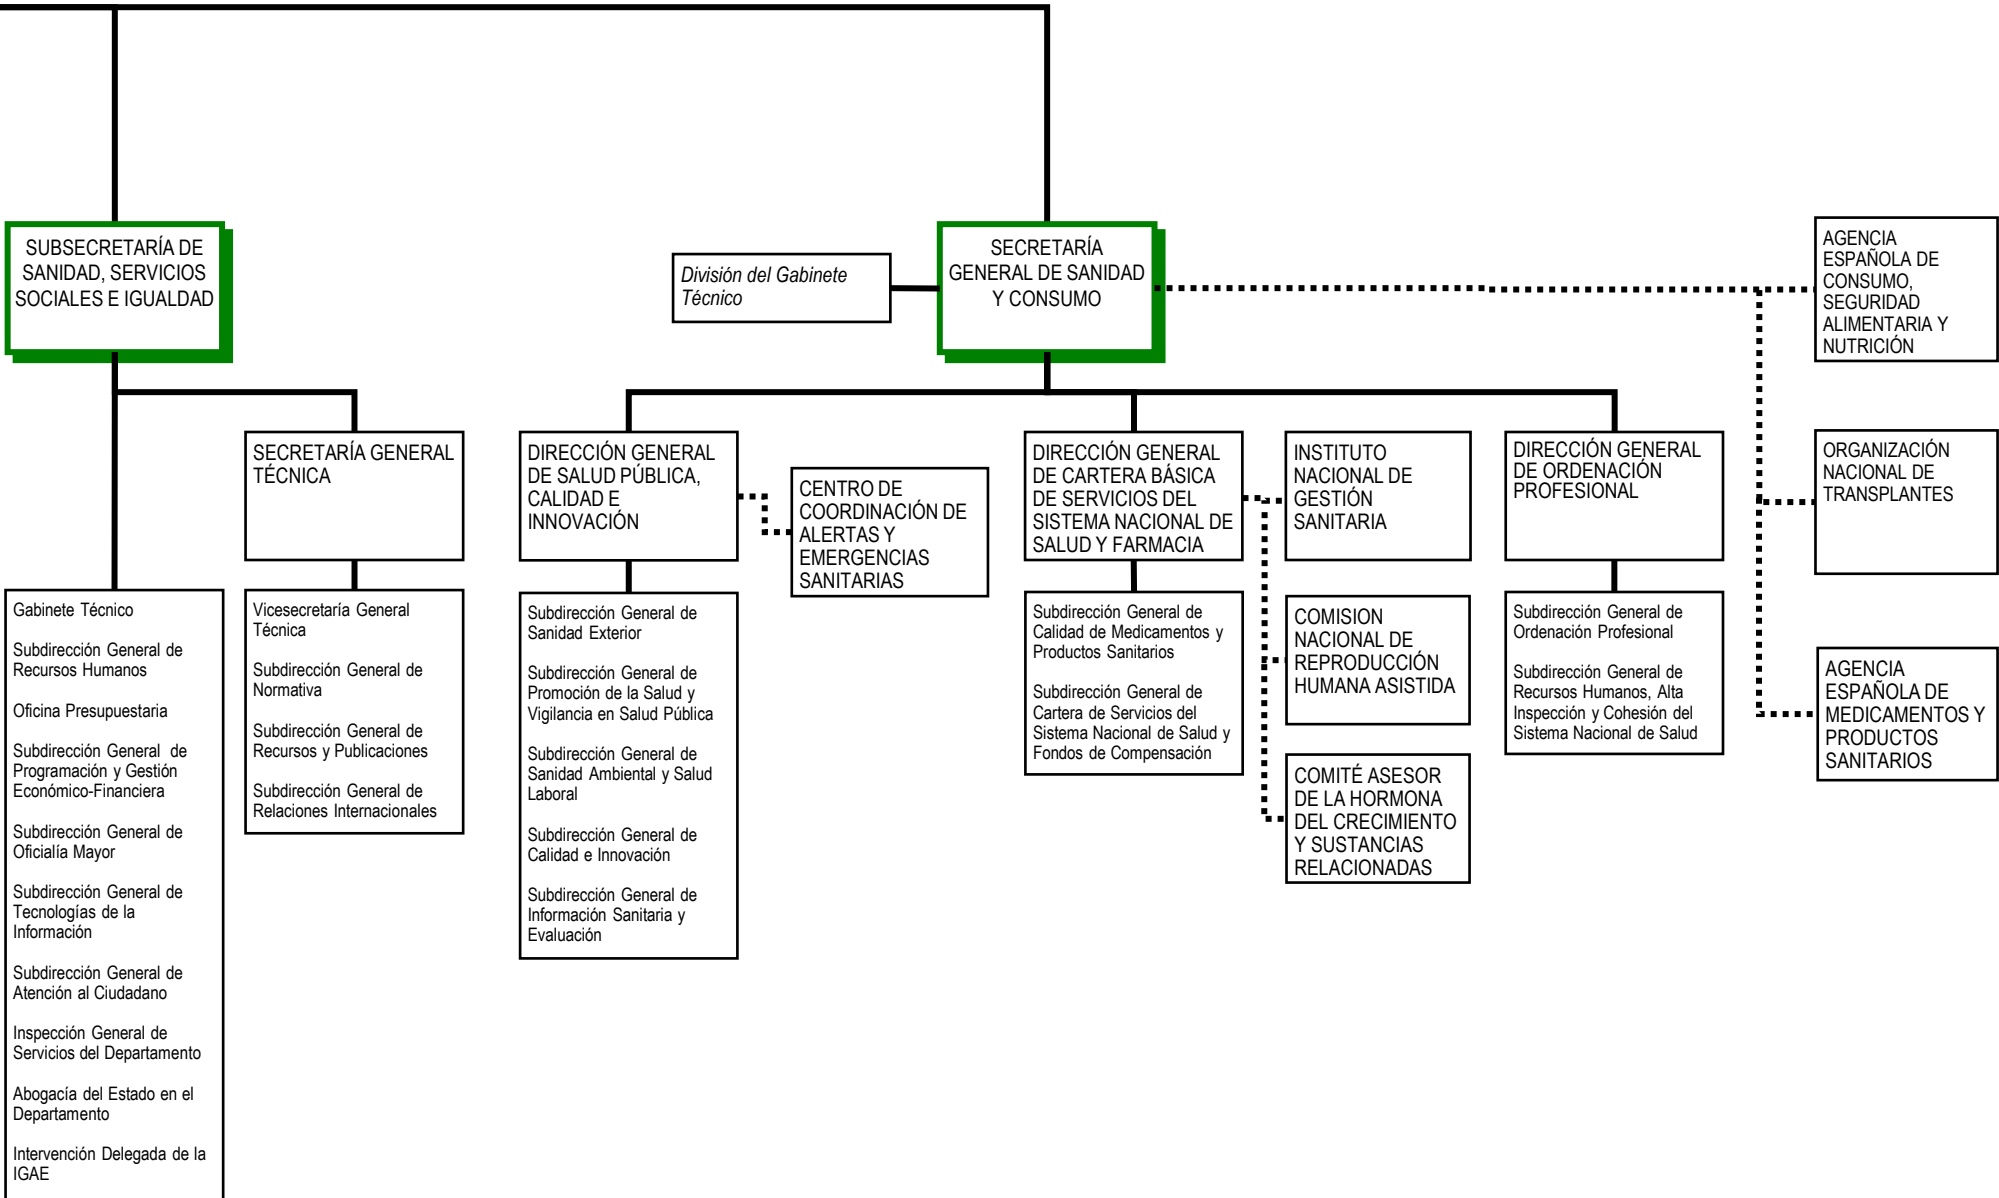 SUBSECRETARÍA DE
SANIDAD, SERVICIOS
SOCIALES E IGUALDAD
División del Gabinete
Técnico
SECRETARÍA
GENERAL DE SANIDAD
Y CONSUMO
AGENCIA
ESPAÑOLA DE
CONSUMO,
SEGURIDAD
ALIMENTARIA Y
NUTRICIÓN
SECRETARÍA GENERAL
TÉCNICA
DIRECCIÓN GENERAL
DE SALUD PÚBLICA,
CALIDAD E
INNOVACIÓN
CENTRO DE
COORDINACIÓN DE
ALERTAS Y
EMERGENCIAS
SANITARIAS
DIRECCIÓN GENERAL
DE CARTERA BÁSICA
DE SERVICIOS DEL
SISTEMA NACIONAL DE
SALUD Y FARMACIA
INSTITUTO
NACIONAL DE
GESTIÓN
SANITARIA
DIRECCIÓN GENERAL
DE ORDENACIÓN
PROFESIONAL
ORGANIZACIÓN
NACIONAL DE
TRANSPLANTES
Gabinete Técnico
Subdirección General de
Recursos Humanos
Oficina Presupuestaria
Subdirección General de
Programación y Gestión
Económico-Financiera
Subdirección General de
Oficialía Mayor
Subdirección General de
Tecnologías de la
Información
Subdirección General de
Atención al Ciudadano
Inspección General de
Servicios del Departamento
Abogacía del Estado en el
Departamento
Intervención Delegada de la
IGAE
Vicesecretaría General
Técnica
Subdirección General de
Normativa
Subdirección General de
Recursos y Publicaciones
Subdirección General de
Relaciones Internacionales
Subdirección General de
Sanidad Exterior
Subdirección General de
Promoción de la Salud y
Vigilancia en Salud Pública
Subdirección General de
Sanidad Ambiental y Salud
Laboral
Subdirección General de
Calidad e Innovación
Subdirección General de
Información Sanitaria y
Evaluación
Subdirección General de
Calidad de Medicamentos y
Productos Sanitarios
Subdirección General de
Cartera de Servicios del
Sistema Nacional de Salud y
Fondos de Compensación
COMISION
NACIONAL DE
REPRODUCCIÓN
HUMANA ASISTIDA
COMITÉ ASESOR
DE LA HORMONA
DEL CRECIMIENTO
Y SUSTANCIAS
RELACIONADAS
Subdirección General de
Ordenación Profesional
Subdirección General de
Recursos Humanos, Alta
Inspección y Cohesión del
Sistema Nacional de Salud
AGENCIA
ESPAÑOLA DE
MEDICAMENTOS Y
PRODUCTOS
SANITARIOS